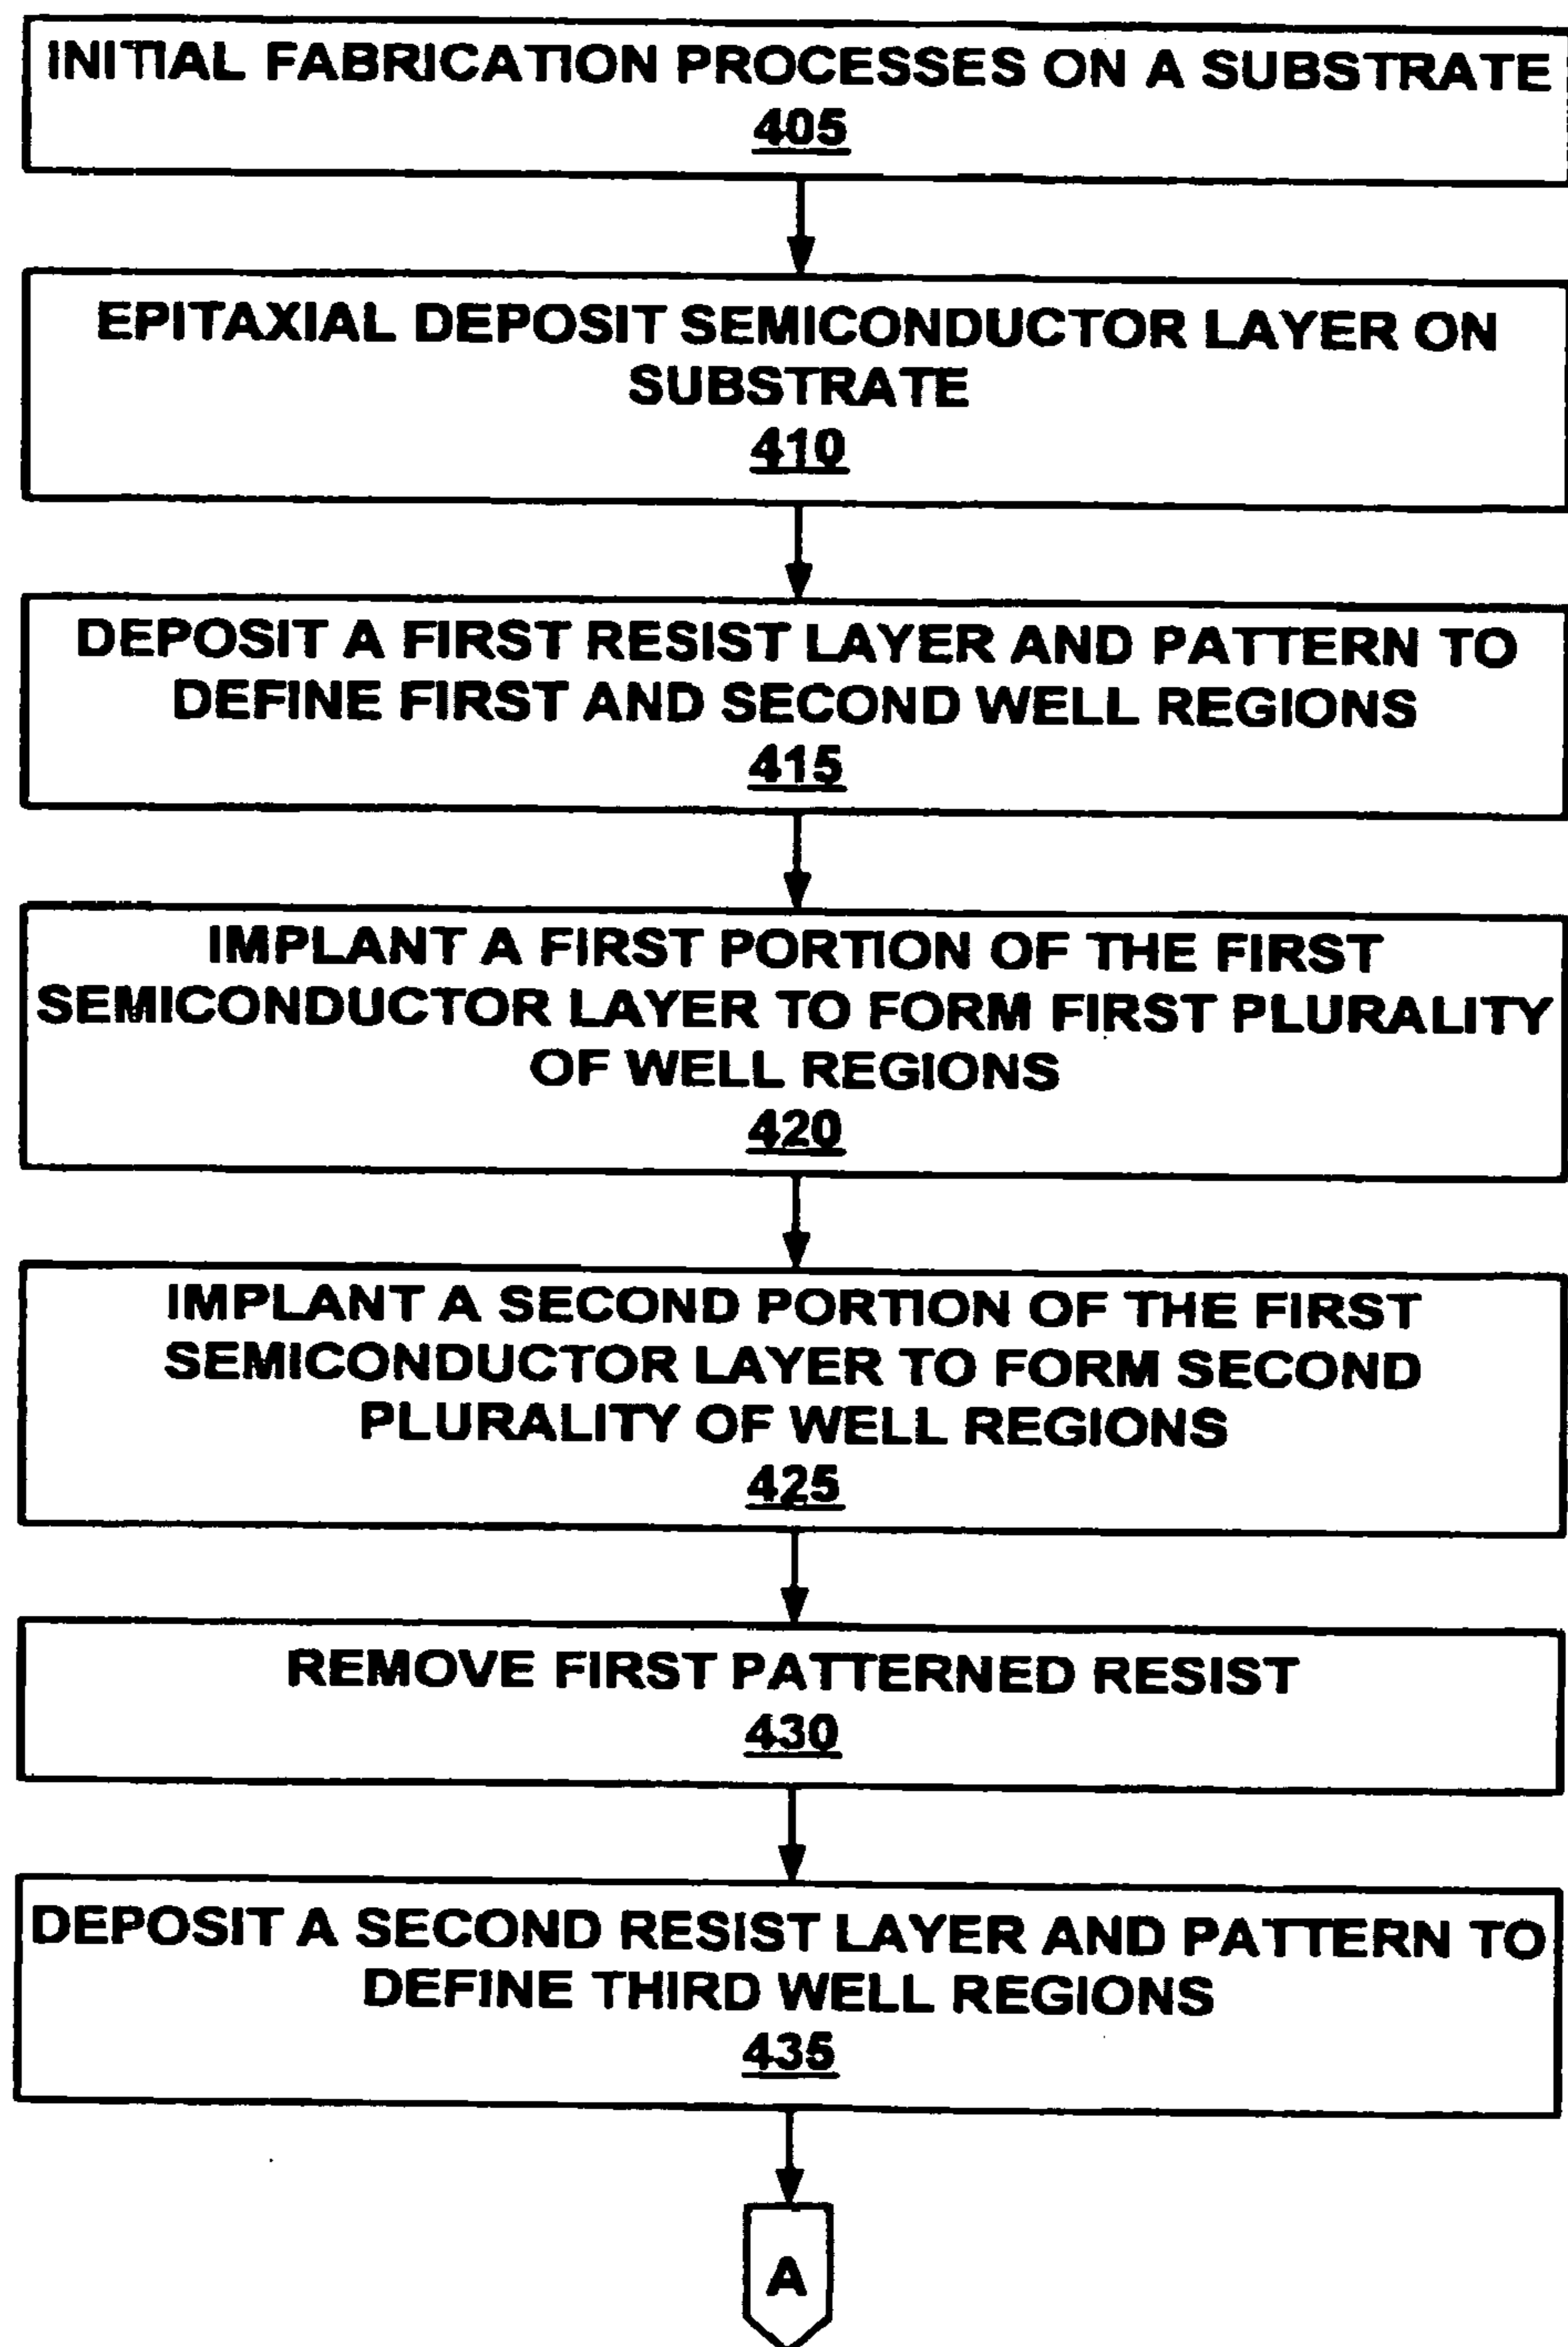 INITIAL FABRICATION PROCESSES ON A SUBSTRATE
405
EPITAXIAL DEPOSIT SEMICONDUCTOR LAYER ON
SUBSTRATE
410
DEPOSIT A FIRST RESIST LAYER AND PATTERN TO
DEFINE FIRST AND SECOND WELL REGIONS
415
IMPLANT A FIRST PORTION OF THE FIRST
SEMICONDUCTOR LAYER TO FORM FIRST PLURALITY
OF WELL REGIONS
420
IMPLANT A SECOND PORTION OF THE FIRST
SEMICONDUCTOR LAYER TO FORM SECOND
PLURALITY OF WELL REGIONS
425
REMOVE FIRST PATTERNED RESIST
430
DEPOSIT A SECOND RESIST LAYER AND PATTERN TO
DEFINE THIRD WELL REGIONS
435
A